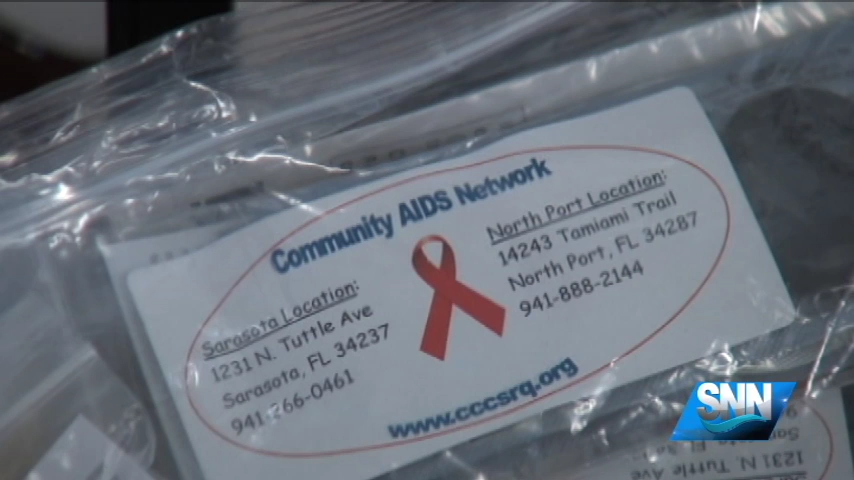 Community AIDS Network
Sarasota Location:
1231 N. Tuttle Ave
Sarasota, FL 34237
941-266-0461
North Port Location:
14243 Tamiami Trail
North Port, FL 34287
941-888-2144
www.cccsrq.org
SNN
1231 N. Tuttle Ave